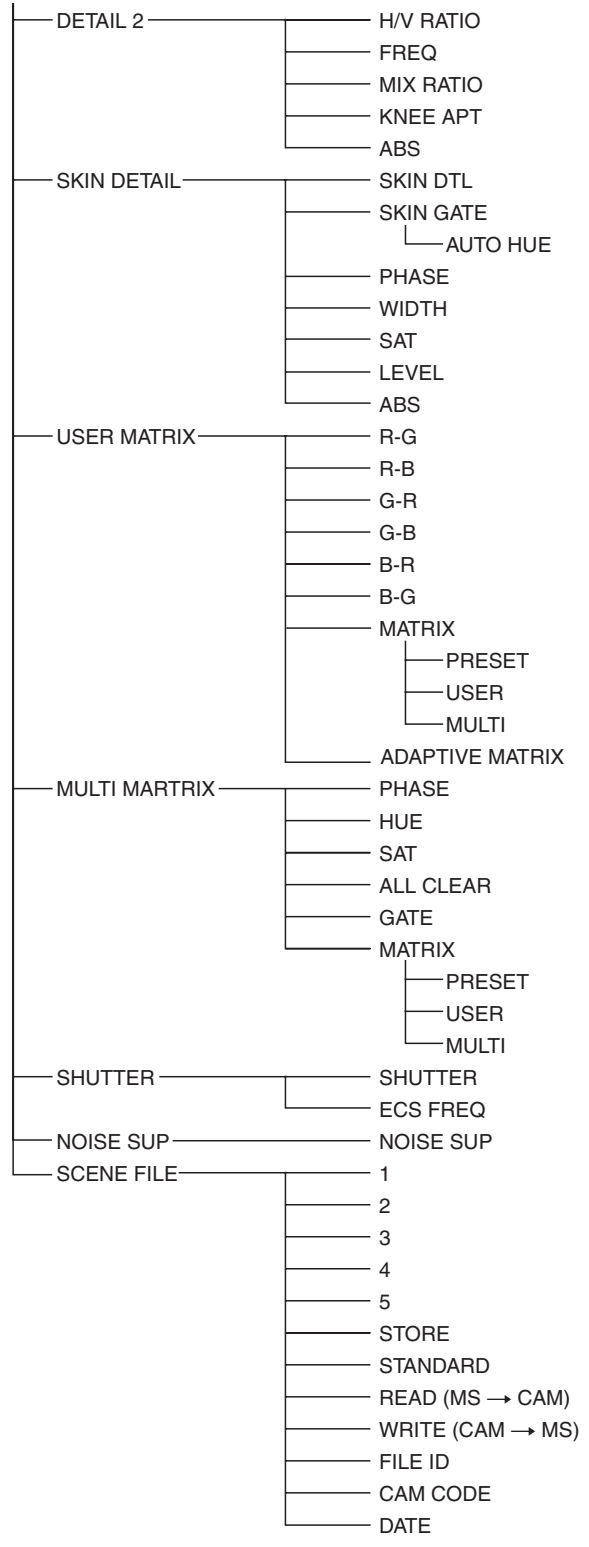 DETAIL 2 H/V RATIO
FREQ
MIX RATIO
KNEE APT
ABS
SKIN DETAIL SKIN DTL
SKIN GATE
AUTO HUE
PHASE
WIDTH
SAT
LEVEL
ABS
USER MATRIX R-G
R-B
G-R
G-B
B-R
B-G
MATRIX
PRESET
USER
MULTI
ADAPTIVE MATRIX
MULTI MARTRIX PHASE
HUE
SAT
ALL CLEAR
GATE
MATRIX
PRESET
USER
MULTI
SHUTTER SHUTTER
ECS FREQ
NOISE SUP NOISE SUP
SCENE FILE 1
2
3
4
5
STORE
STANDARD
READ (MS → CAM)
WRITE (CAM → MS)
FILE ID
CAM CODE
DATE